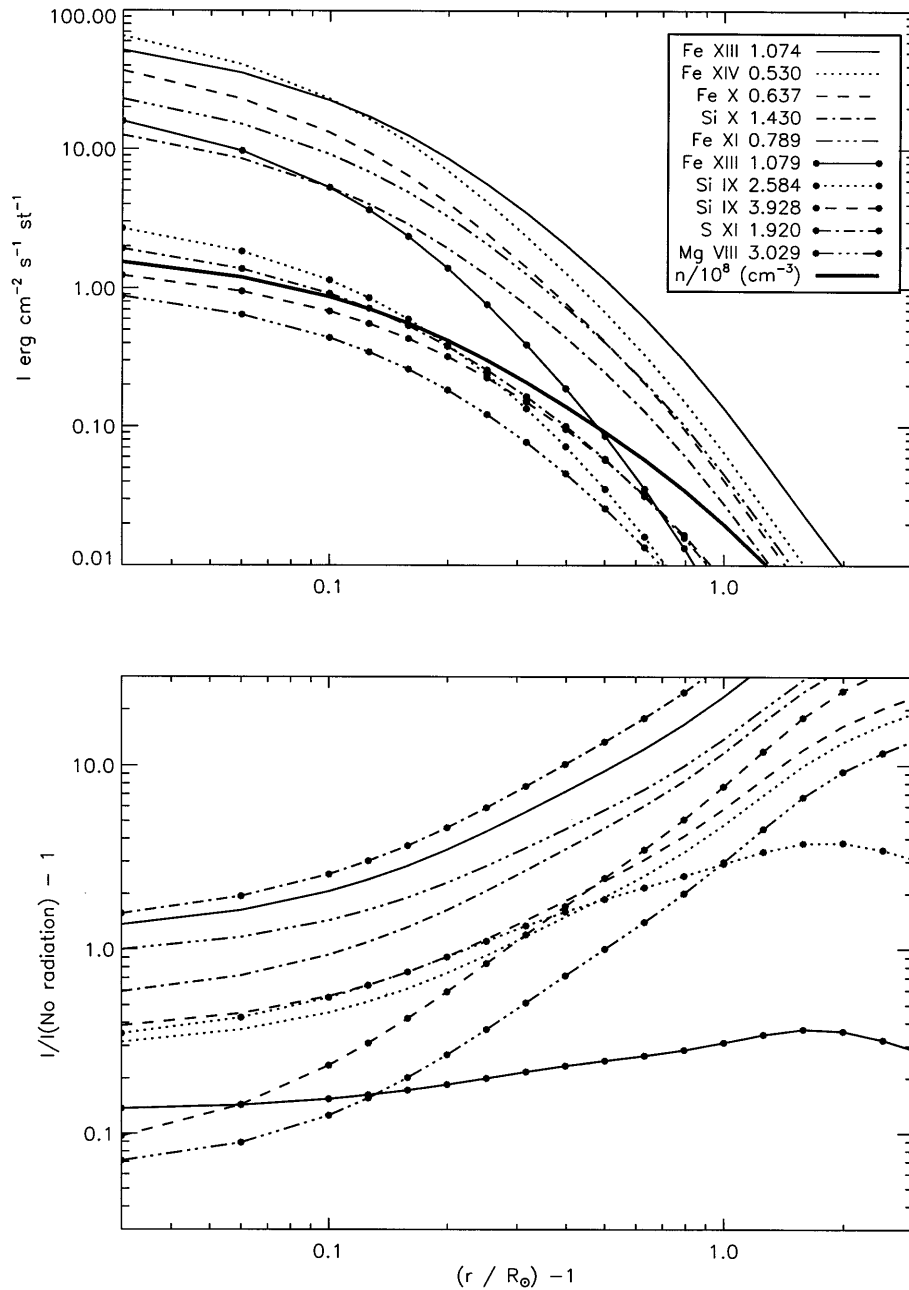 100.00
10.00
1.00
0.10
0.01
I erg cm⁻² s⁻¹ st⁻¹
Fe XIII 1.074
Fe XIV 0.530
Fe X 0.637
Si X 1.430
Fe XI 0.789
Fe XIII 1.079
Si IX 2.584
Si IX 3.928
S XI 1.920
Mg VIII 3.029
n/10⁸ (cm⁻³)
0.1
1.0
10.0
1.0
0.1
I/I(No radiation) − 1
0.1
1.0
(r / R☉) −1